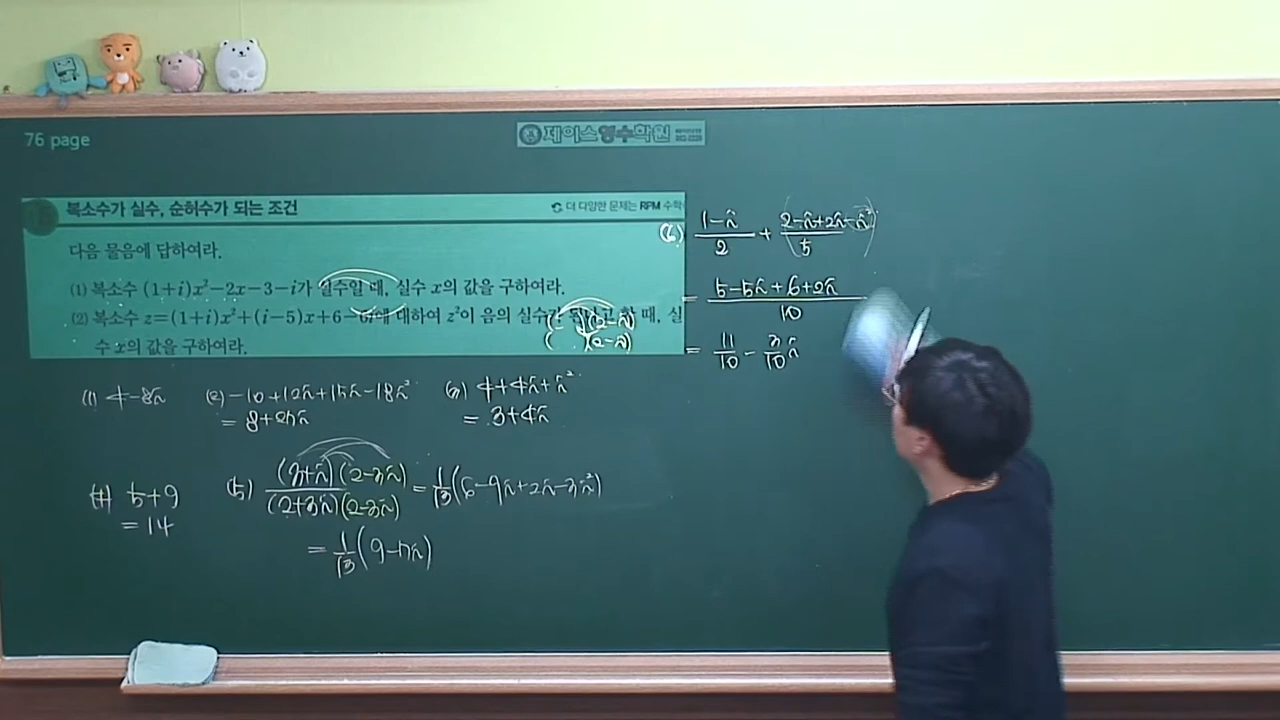 76 page
제이스영수학원
복소수가 실수, 순허수가 되는 조건
더 다양한 문제는 RPM 수학
다음 물음에 답하여라.
(1) 복소수 (1+i)x²-2x-3-i가 실수일 때, 실수 x의 값을 구하여라.
(2) 복소수 z=(1+i)x²+(i-5)x+6-6i에 대하여 z²이 음의 실수가 된다고 할 때, 실
수 x의 값을 구하여라.
(1) 4-8i
(2) -10+12i+15i-18i²
= 8+27i
(3) 4+4i+i²
= 3+4i
(4) 5+9
= 14
(5) (3+i)(2-3i)/(2+3i)(2-3i) = 1/13(6-9i+2i-3i²)
= 1/13(9-7i)
(6) (1-i)/2 + (2-i+2i-i²)/5
= (5-5i+6+2i)/10
= 11/10 - 3/10 i